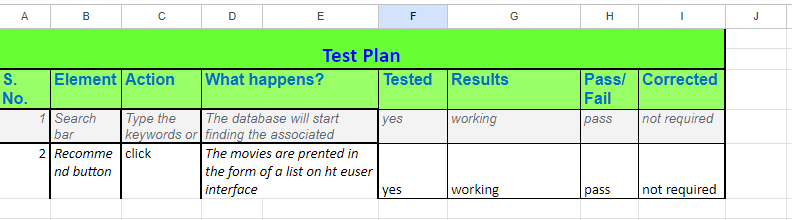 A B C D E F G H I J
Test Plan
S. Element Action What happens? Tested Results Pass/ Corrected
No. Fail
1 Search Type the The database will start yes working pass not required
bar keywords or finding the associated
2 Recomme click The movies are prented in
nd button the form of a list on ht euser
interface yes working pass not required